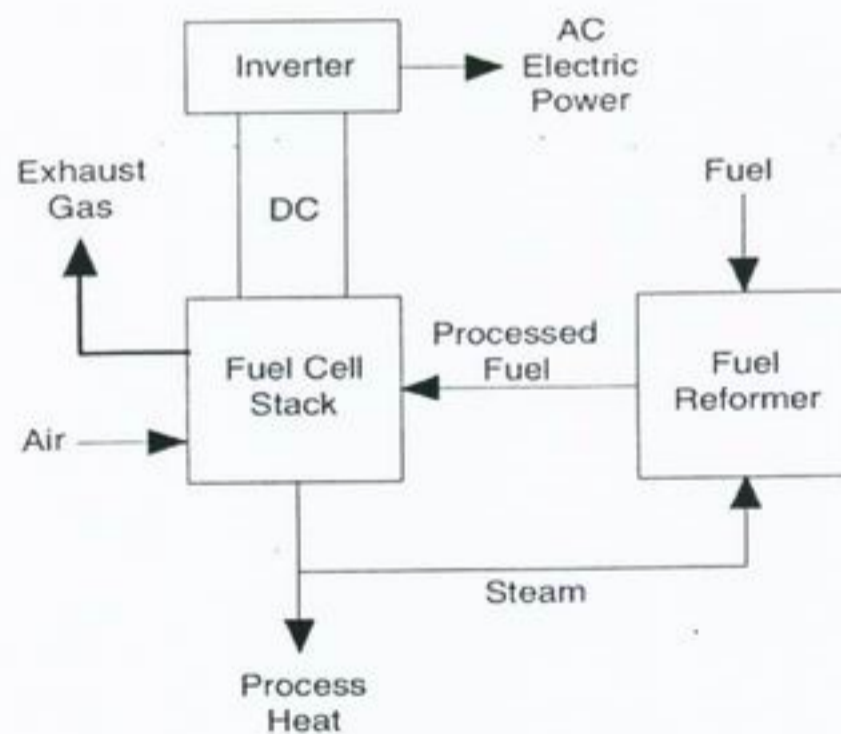 Inverter
AC
Electric
Power
Exhaust
Gas
DC
Fuel
Fuel Cell
Stack
Processed
Fuel
Fuel
Reformer
Air
Steam
Process
Heat